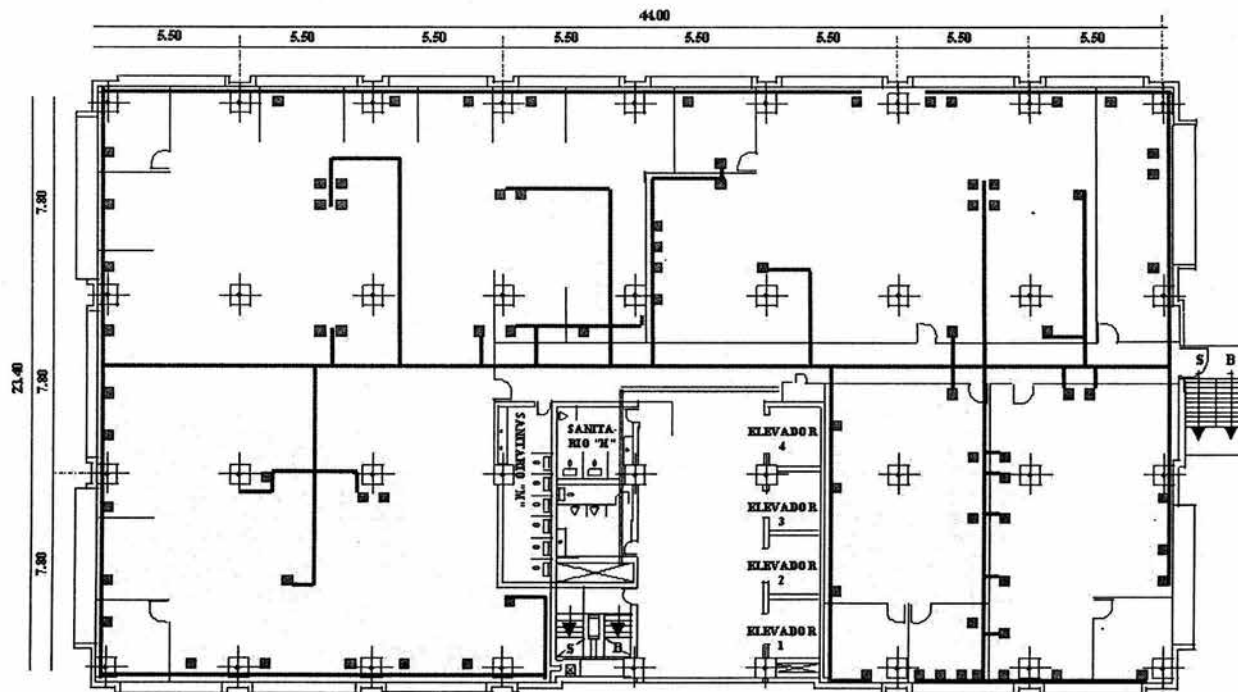 44.00
5.50 5.50 5.50 5.50 5.50 5.50 5.50 5.50
7.80
23.40
7.80
7.80
S B
SANITARIO "M"
SANITA-
RIO "H"
ELEVADOR
4
ELEVADOR
3
ELEVADOR
2
ELEVADOR
1
S B